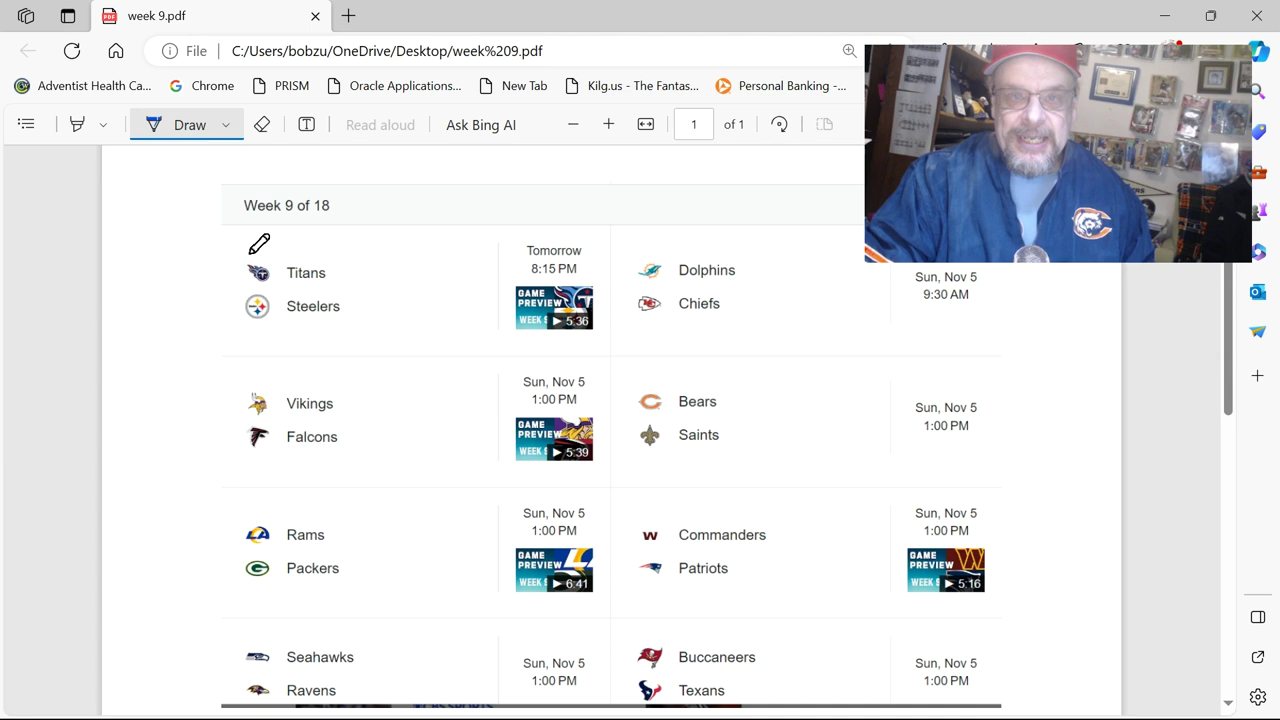 week 9.pdf
File
C:/Users/bobzu/OneDrive/Desktop/week%209.pdf
Adventist Health Ca...
Chrome
PRISM
Oracle Applications...
New Tab
Kilg.us - The Fantas...
Personal Banking -...
Draw
Read aloud
Ask Bing AI
1
of 1
Week 9 of 18
Titans
Steelers
Tomorrow
8:15 PM
GAME
PREVIEW
WEEK 9
5:36
Dolphins
Chiefs
Sun, Nov 5
9:30 AM
Vikings
Falcons
Sun, Nov 5
1:00 PM
GAME
PREVIEW
WEEK 9
5:39
Bears
Saints
Sun, Nov 5
1:00 PM
Rams
Packers
Sun, Nov 5
1:00 PM
GAME
PREVIEW
WEEK 9
6:41
Commanders
Patriots
Sun, Nov 5
1:00 PM
GAME
PREVIEW
WEEK 9
5:16
Seahawks
Ravens
Sun, Nov 5
1:00 PM
Buccaneers
Texans
Sun, Nov 5
1:00 PM